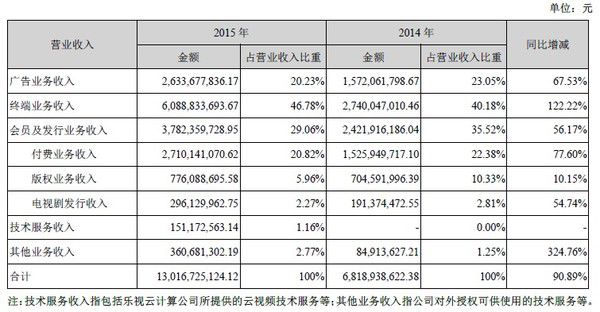 单位：元
营业收入 2015 年 2014 年 同比增减
金额 占营业收入比重 金额 占营业收入比重
广告业务收入 2,633,677,836.17 20.23% 1,572,061,798.67 23.05% 67.53%
终端业务收入 6,088,833,693.67 46.78% 2,740,047,010.46 40.18% 122.22%
会员及发行业务收入 3,782,359,728.95 29.06% 2,421,916,186.04 35.52% 56.17%
付费业务收入 2,710,141,070.62 20.82% 1,525,949,717.10 22.38% 77.60%
版权业务收入 776,088,695.58 5.96% 704,591,996.39 10.33% 10.15%
电视剧发行收入 296,129,962.75 2.27% 191,374,472.55 2.81% 54.74%
技术服务收入 151,172,563.14 1.16% - 0.00% -
其他业务收入 360,681,302.19 2.77% 84,913,627.21 1.25% 324.76%
合计 13,016,725,124.12 100% 6,818,938,622.38 100% 90.89%
注：技术服务收入指包括乐视云计算公司所提供的云视频技术服务等；其他业务收入指公司对外授权可供使用的技术服务等。